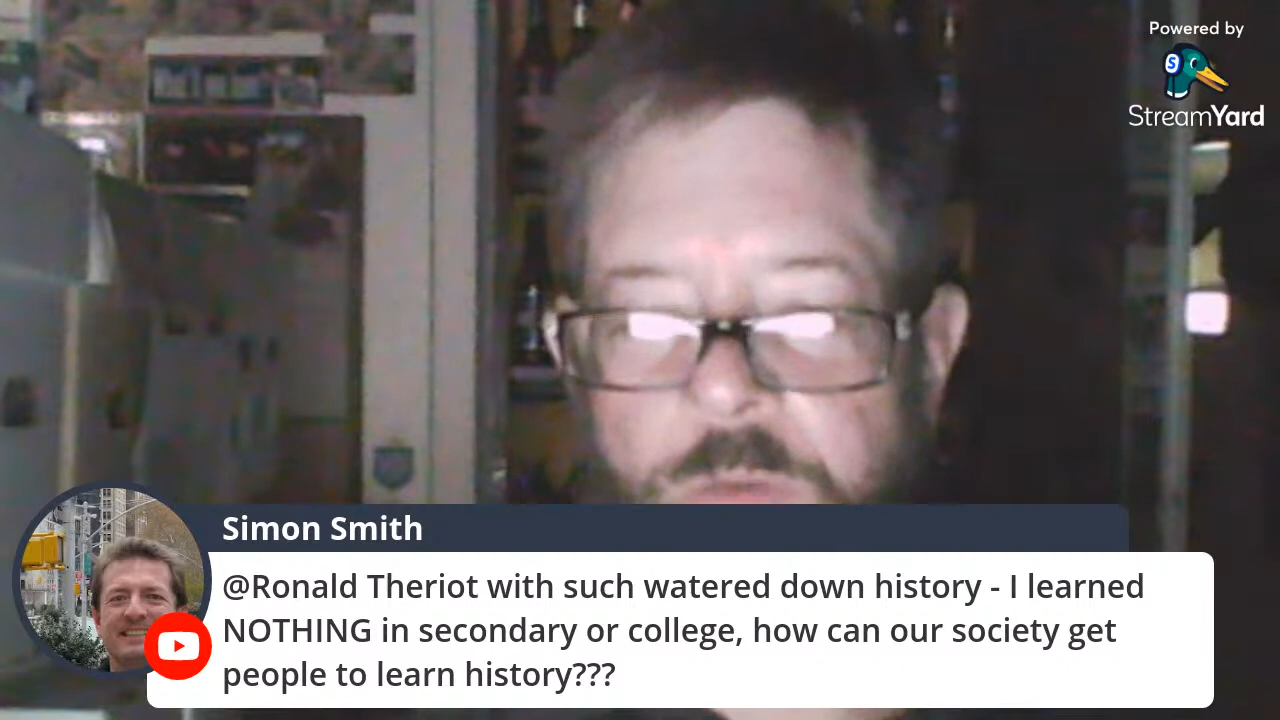 Powered by
StreamYard
Simon Smith
@Ronald Theriot with such watered down history - I learned
NOTHING in secondary or college, how can our society get
people to learn history???